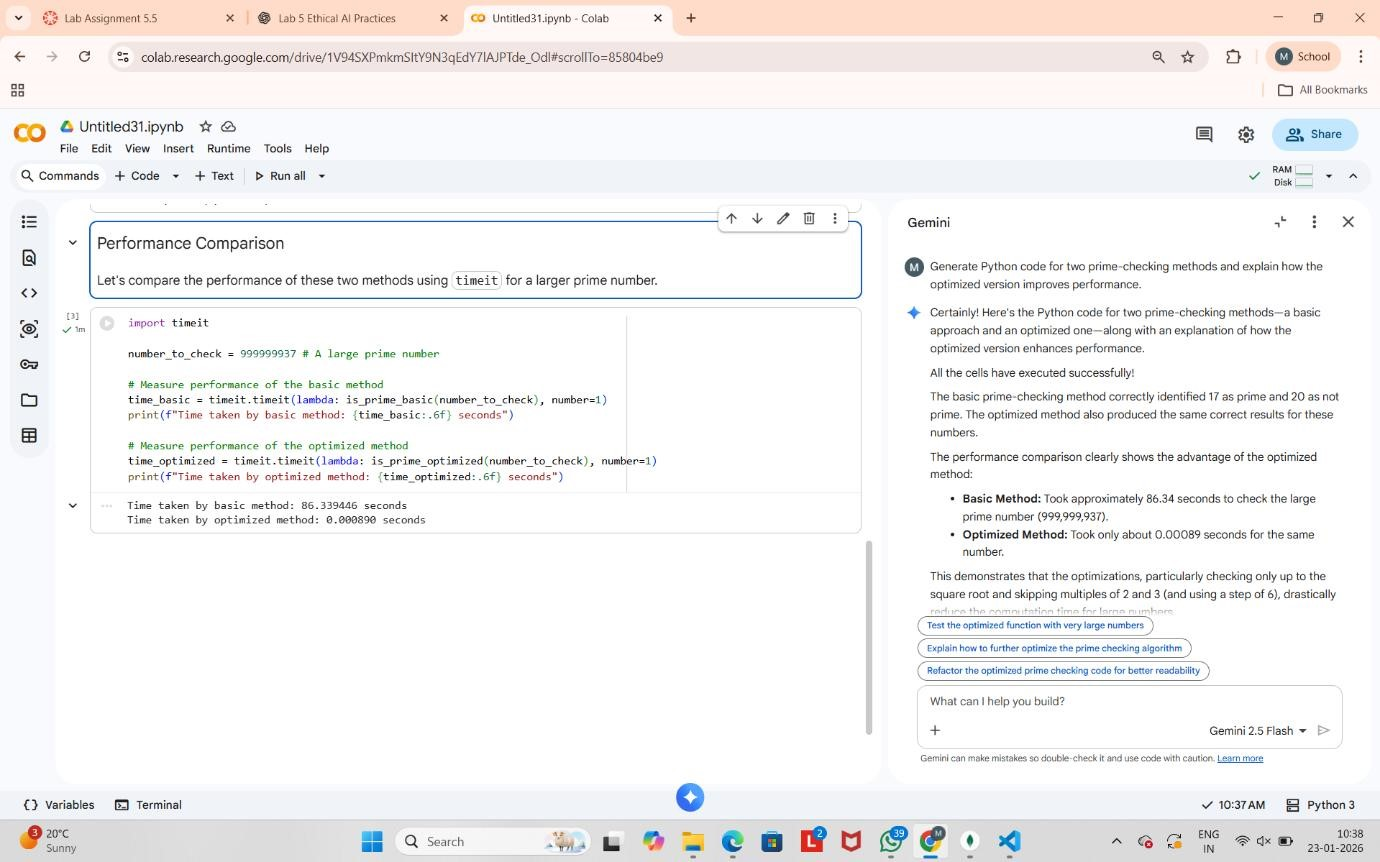 Lab Assignment 5.5
Lab 5 Ethical AI Practices
Untitled31.ipynb - Colab
colab.research.google.com/drive/1V94SXPmkmSItY9N3qEdY7lAJPTde_Odl#scrollTo=85804be9
M School
All Bookmarks
Untitled31.ipynb
File Edit View Insert Runtime Tools Help
Share
Commands + Code + Text Run all
RAM
Disk
Performance Comparison
Let's compare the performance of these two methods using timeit for a larger prime number.
[3]
1m
import timeit
number_to_check = 999999937 # A large prime number
# Measure performance of the basic method
time_basic = timeit.timeit(lambda: is_prime_basic(number_to_check), number=1)
print(f"Time taken by basic method: {time_basic:.6f} seconds")
# Measure performance of the optimized method
time_optimized = timeit.timeit(lambda: is_prime_optimized(number_to_check), number=1)
print(f"Time taken by optimized method: {time_optimized:.6f} seconds")
Time taken by basic method: 86.339446 seconds
Time taken by optimized method: 0.000890 seconds
Gemini
M
Generate Python code for two prime-checking methods and explain how the
optimized version improves performance.
Certainly! Here's the Python code for two prime-checking methods—a basic
approach and an optimized one—along with an explanation of how the
optimized version enhances performance.
All the cells have executed successfully!
The basic prime-checking method correctly identified 17 as prime and 20 as not
prime. The optimized method also produced the same correct results for these
numbers.
The performance comparison clearly shows the advantage of the optimized
method:
• Basic Method: Took approximately 86.34 seconds to check the large
prime number (999,999,937).
• Optimized Method: Took only about 0.00089 seconds for the same
number.
This demonstrates that the optimizations, particularly checking only up to the
square root and skipping multiples of 2 and 3 (and using a step of 6), drastically
reduce the computation time for large numbers.
Test the optimized function with very large numbers
Explain how to further optimize the prime checking algorithm
Refactor the optimized prime checking code for better readability
What can I help you build?
+ Gemini 2.5 Flash
Gemini can make mistakes so double-check it and use code with caution. Learn more
Variables Terminal
10:37 AM Python 3
3
20°C
Sunny
Search
L
2
39
M
ENG
IN
10:38
23-01-2026